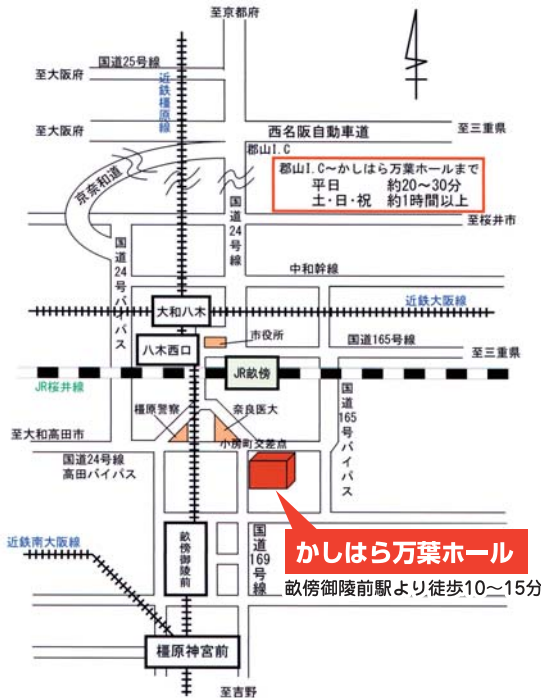 至京都府
国道25号線
至大阪府
近鉄橿原線
至大阪府
西名阪自動車道
至三重県
郡山I.C
郡山I.C～かしはら万葉ホールまで
平日 約20～30分
土・日・祝 約1時間以上
京奈和道
国道24号線
至桜井市
国道24号バイパス
中和幹線
近鉄大阪線
大和八木
市役所
国道165号線
八木西口
至三重県
JR畝傍
JR桜井線
橿原警察
奈良医大
国道165号バイパス
至大和高田市
小房町交差点
国道24号線
高田バイパス
かしはら万葉ホール
畝傍御陵前駅より徒歩10～15分
近鉄南大阪線
畝傍御陵前
国道169号線
橿原神宮前
至吉野